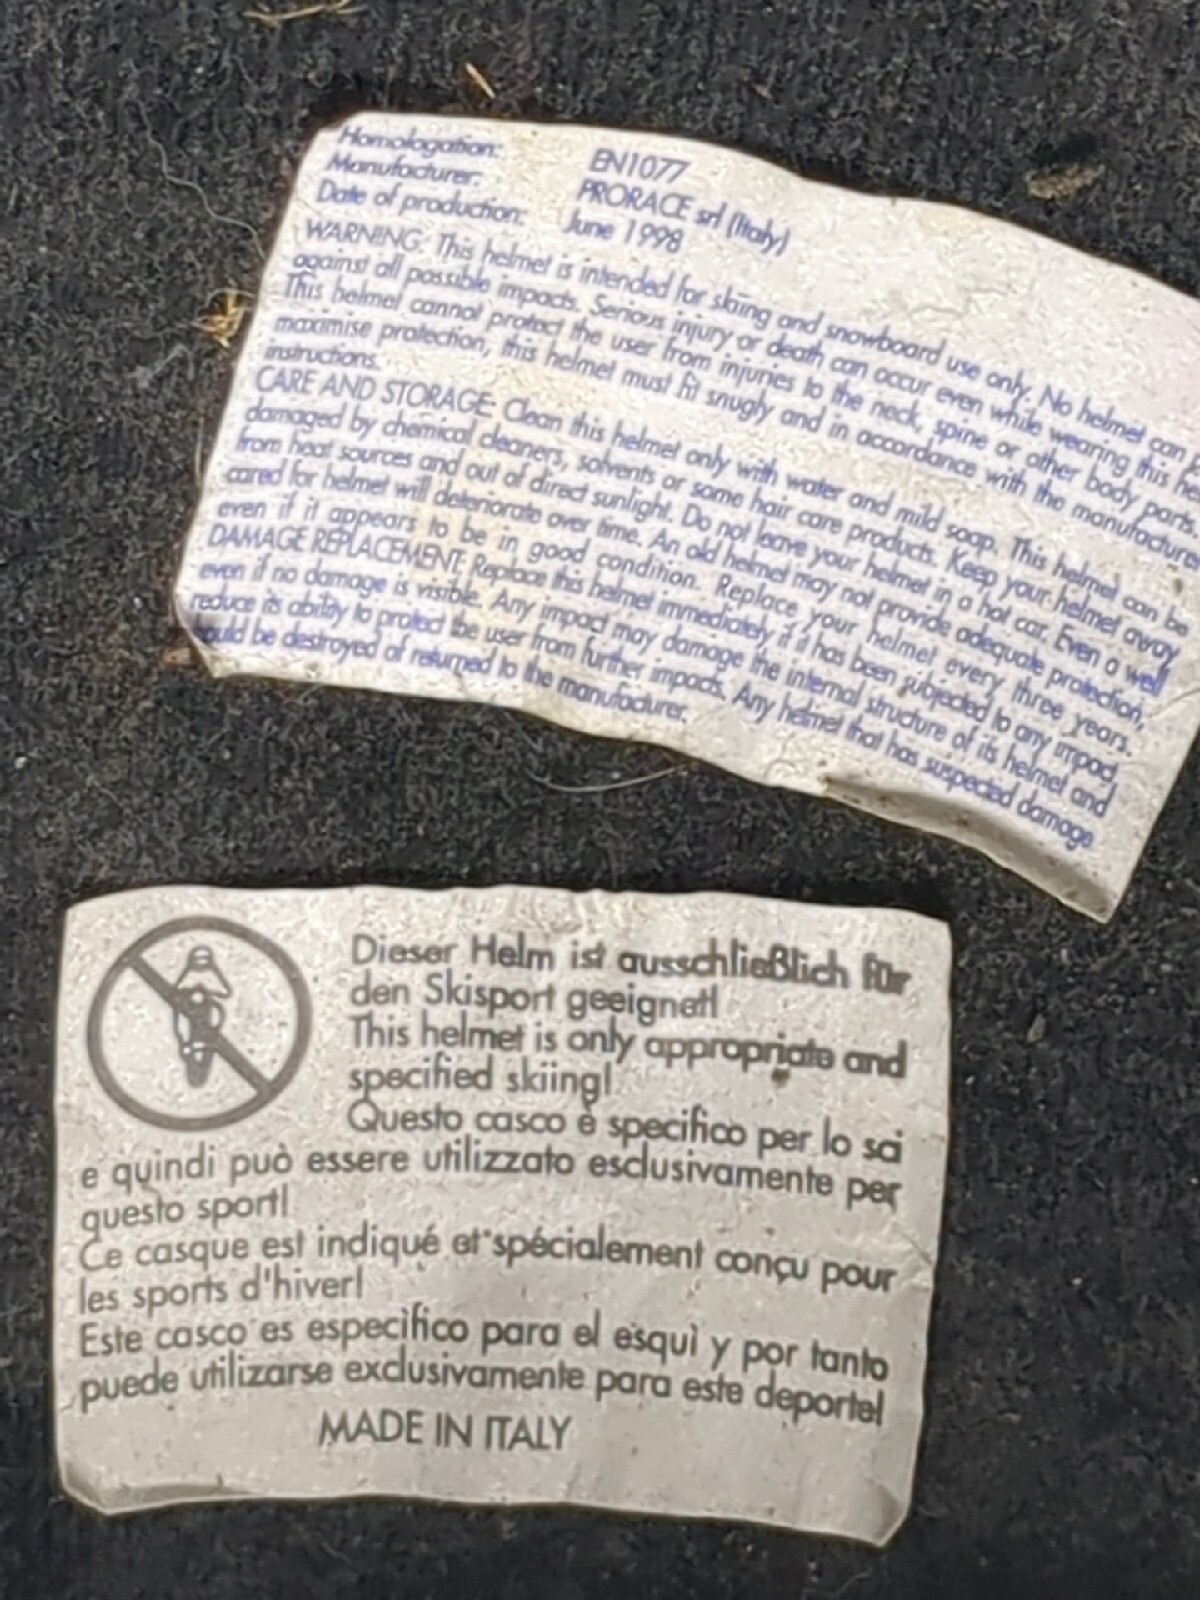 Homologation: EN1077
Manufacturer: PRORACE srl (Italy)
Date of production: June 1998
WARNING: This helmet is intended for skiing and snowboard use only. No helmet can
against all possible impacts. Serious injury or death can occur even while wearing this
This helmet cannot protect the user from injuries to the neck, spine or other body parts.
maximise protection, this helmet must fit snugly and in accordance with the
instructions.
CARE AND STORAGE: Clean this helmet only with water and mild soap. This helmet can be
damaged by chemical cleaners, solvents or some hair care products. Keep your helmet away
from heat sources and out of direct sunlight. Do not leave your helmet in a hot car. Even a well
cared for helmet will deteriorate over time. An old helmet may not provide adequate protection,
even if it appears to be in good condition. Replace your helmet every three years.
DAMAGE REPLACEMENT: Replace this helmet immediately if it has been subjected to any impact,
even if no damage is visible. Any impact may damage the internal structure of its helmet and
reduce its ability to protect the user from further impacts. Any helmet that has suspected damage
be destroyed of returned to the manufacturer.
Dieser Helm ist ausschließlich für
den Skisport geeignet!
This helmet is only appropriate and
specified skiing!
Questo casco è specifico per lo sci
e quindi può essere utilizzato esclusivamente per
questo sport!
Ce casque est indiqué et spécialement conçu pour
les sports d'hiver!
Este casco es especìfico para el esquì y por tanto
puede utilizarse exclusivamente para este deporte!
MADE IN ITALY